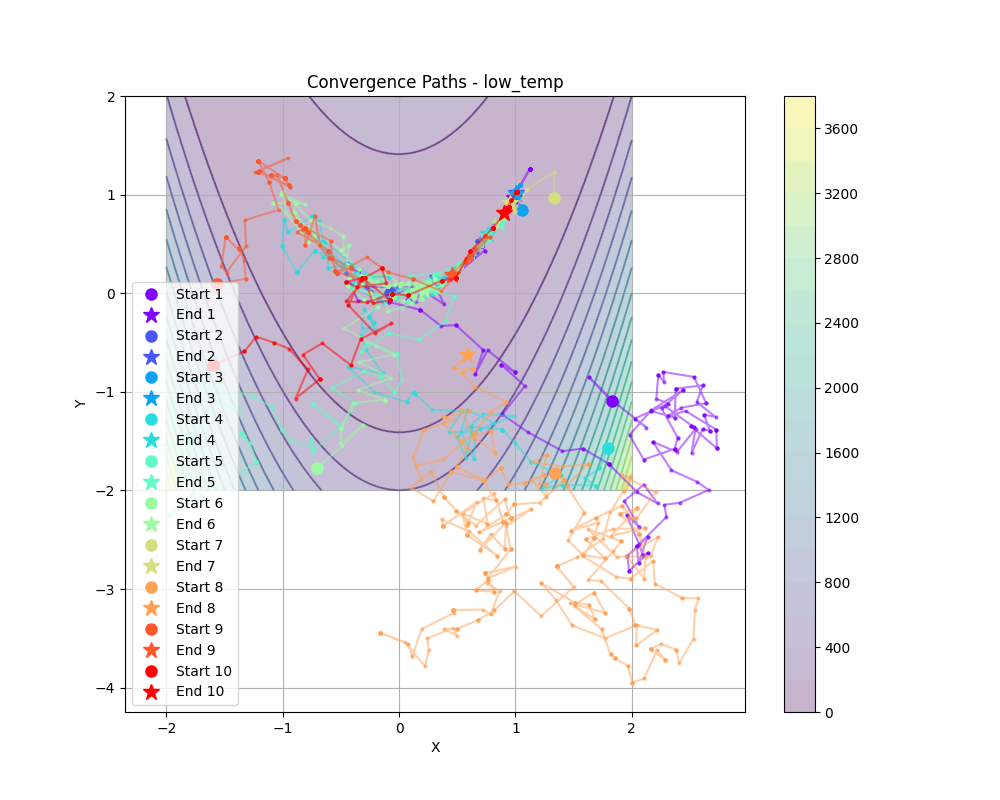 Convergence Paths - low_temp
2
1
0
−1
−2
−3
−4
Y
−2
−1
0
1
2
X
Start 1
End 1
Start 2
End 2
Start 3
End 3
Start 4
End 4
Start 5
End 5
Start 6
End 6
Start 7
End 7
Start 8
End 8
Start 9
End 9
Start 10
End 10
3600
3200
2800
2400
2000
1600
1200
800
400
0